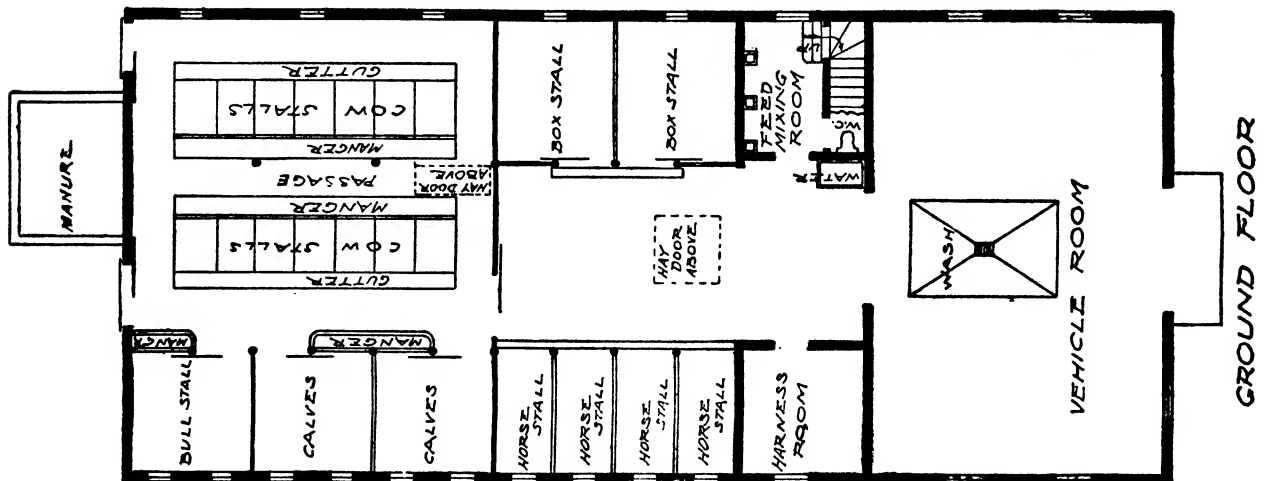 MANURE
GUTTER
COW STALLS
MANGER
PASSAGE
HAY DOOR
ABOVE
MANGER
COW STALLS
GUTTER
MANGER
MANGER
BULL STALL
CALVES
CALVES
BOX STALL
BOX STALL
FEED
MIXING
ROOM
UP
W.C.
WAT
HAY
DOOR
ABOVE
HORSE
STALL
HORSE
STALL
HORSE
STALL
HORSE
STALL
HARNESS
ROOM
WASH
VEHICLE ROOM
GROUND FLOOR